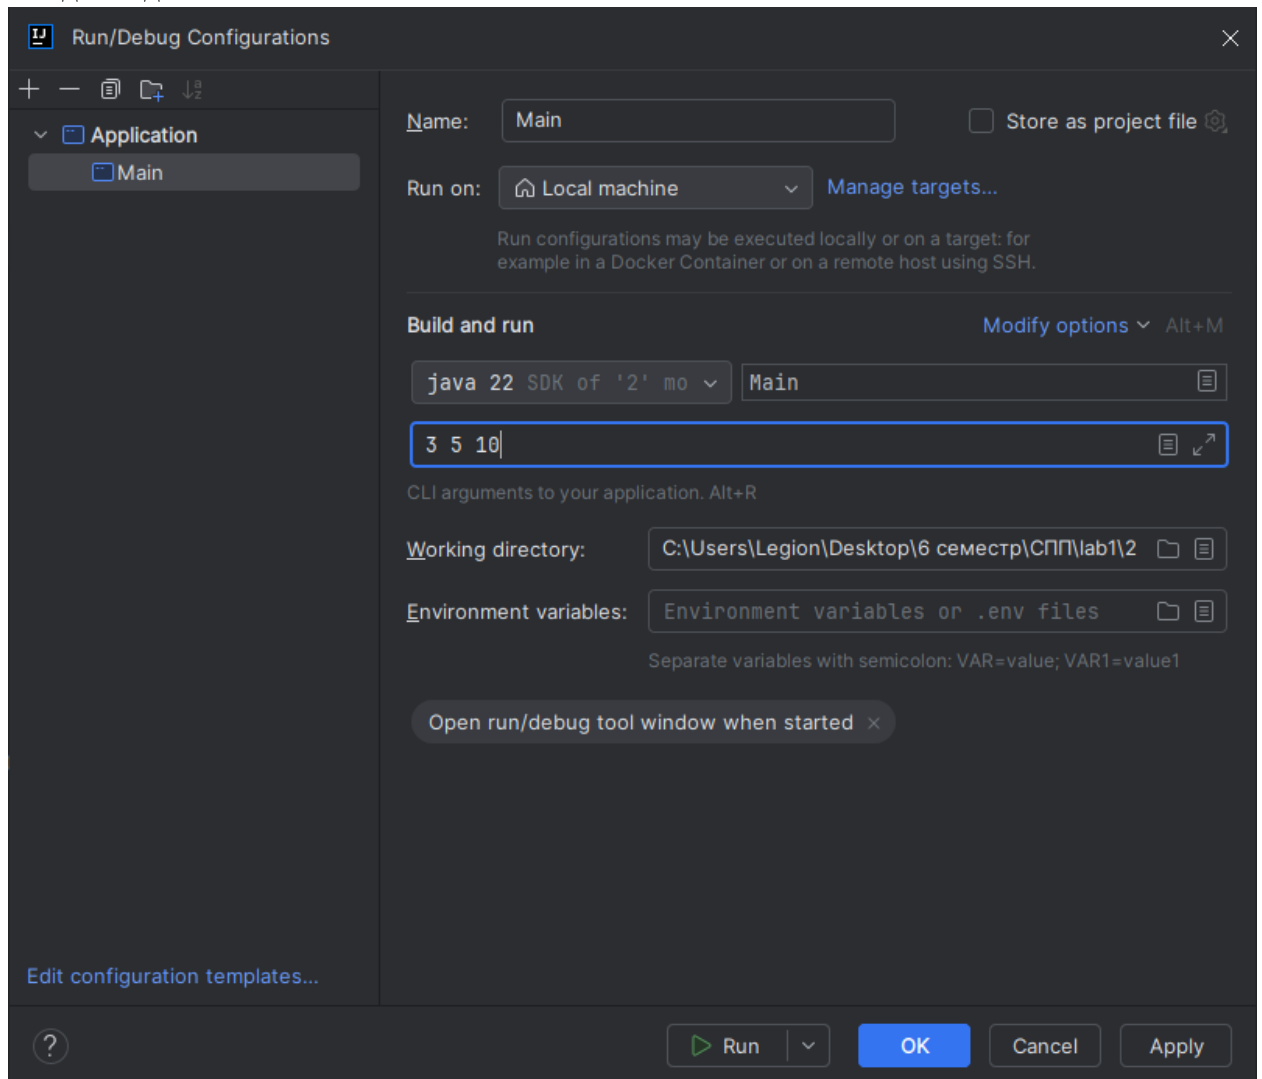 Run/Debug Configurations
Application
Main
Name: Main
Store as project file
Run on: Local machine Manage targets...
Run configurations may be executed locally or on a target: for
example in a Docker Container or on a remote host using SSH.
Build and run
Modify options Alt+M
java 22 SDK of '2' mo Main
3 5 10
CLI arguments to your application. Alt+R
Working directory: C:\Users\Legion\Desktop\6 семестр\СПП\lab1\2
Environment variables: Environment variables or .env files
Separate variables with semicolon: VAR=value; VAR1=value1
Open run/debug tool window when started
Edit configuration templates...
? Run OK Cancel Apply